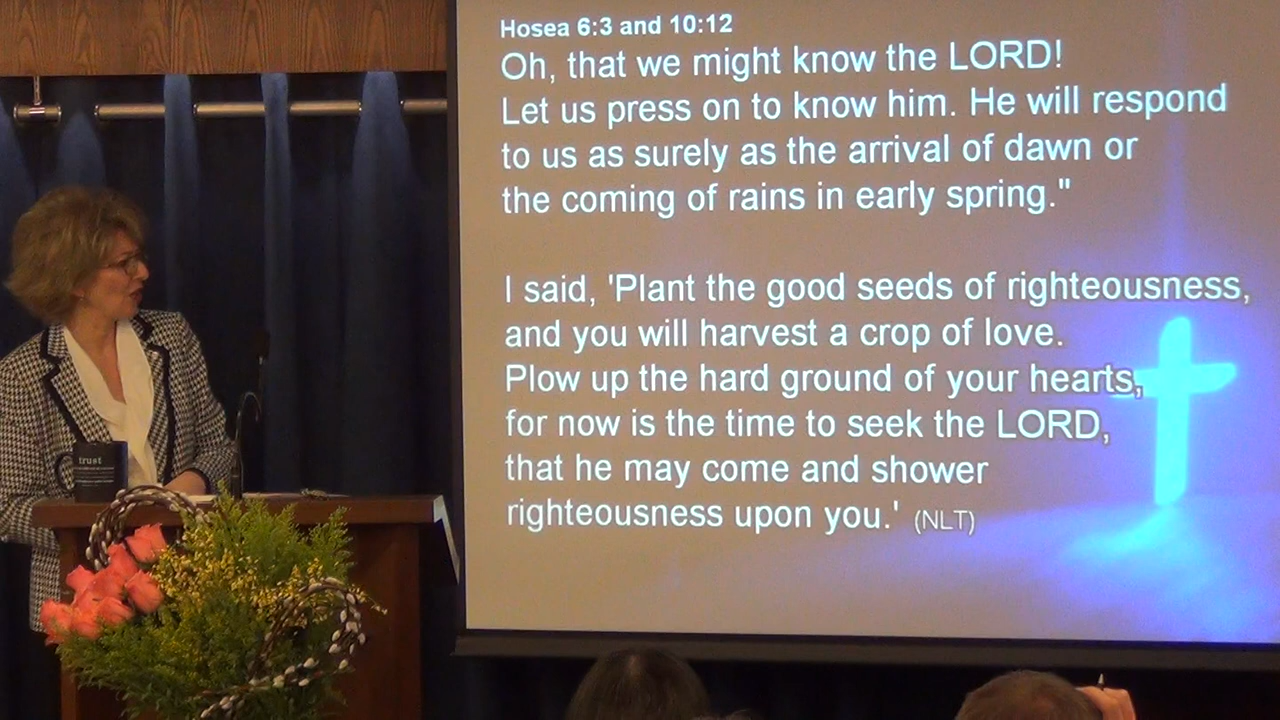 Hosea 6:3 and 10:12
Oh, that we might know the LORD!
Let us press on to know him. He will respond
to us as surely as the arrival of dawn or
the coming of rains in early spring."
I said, 'Plant the good seeds of righteousness,
and you will harvest a crop of love.
Plow up the hard ground of your hearts,
for now is the time to seek the LORD,
that he may come and shower
righteousness upon you.' (NLT)
trust